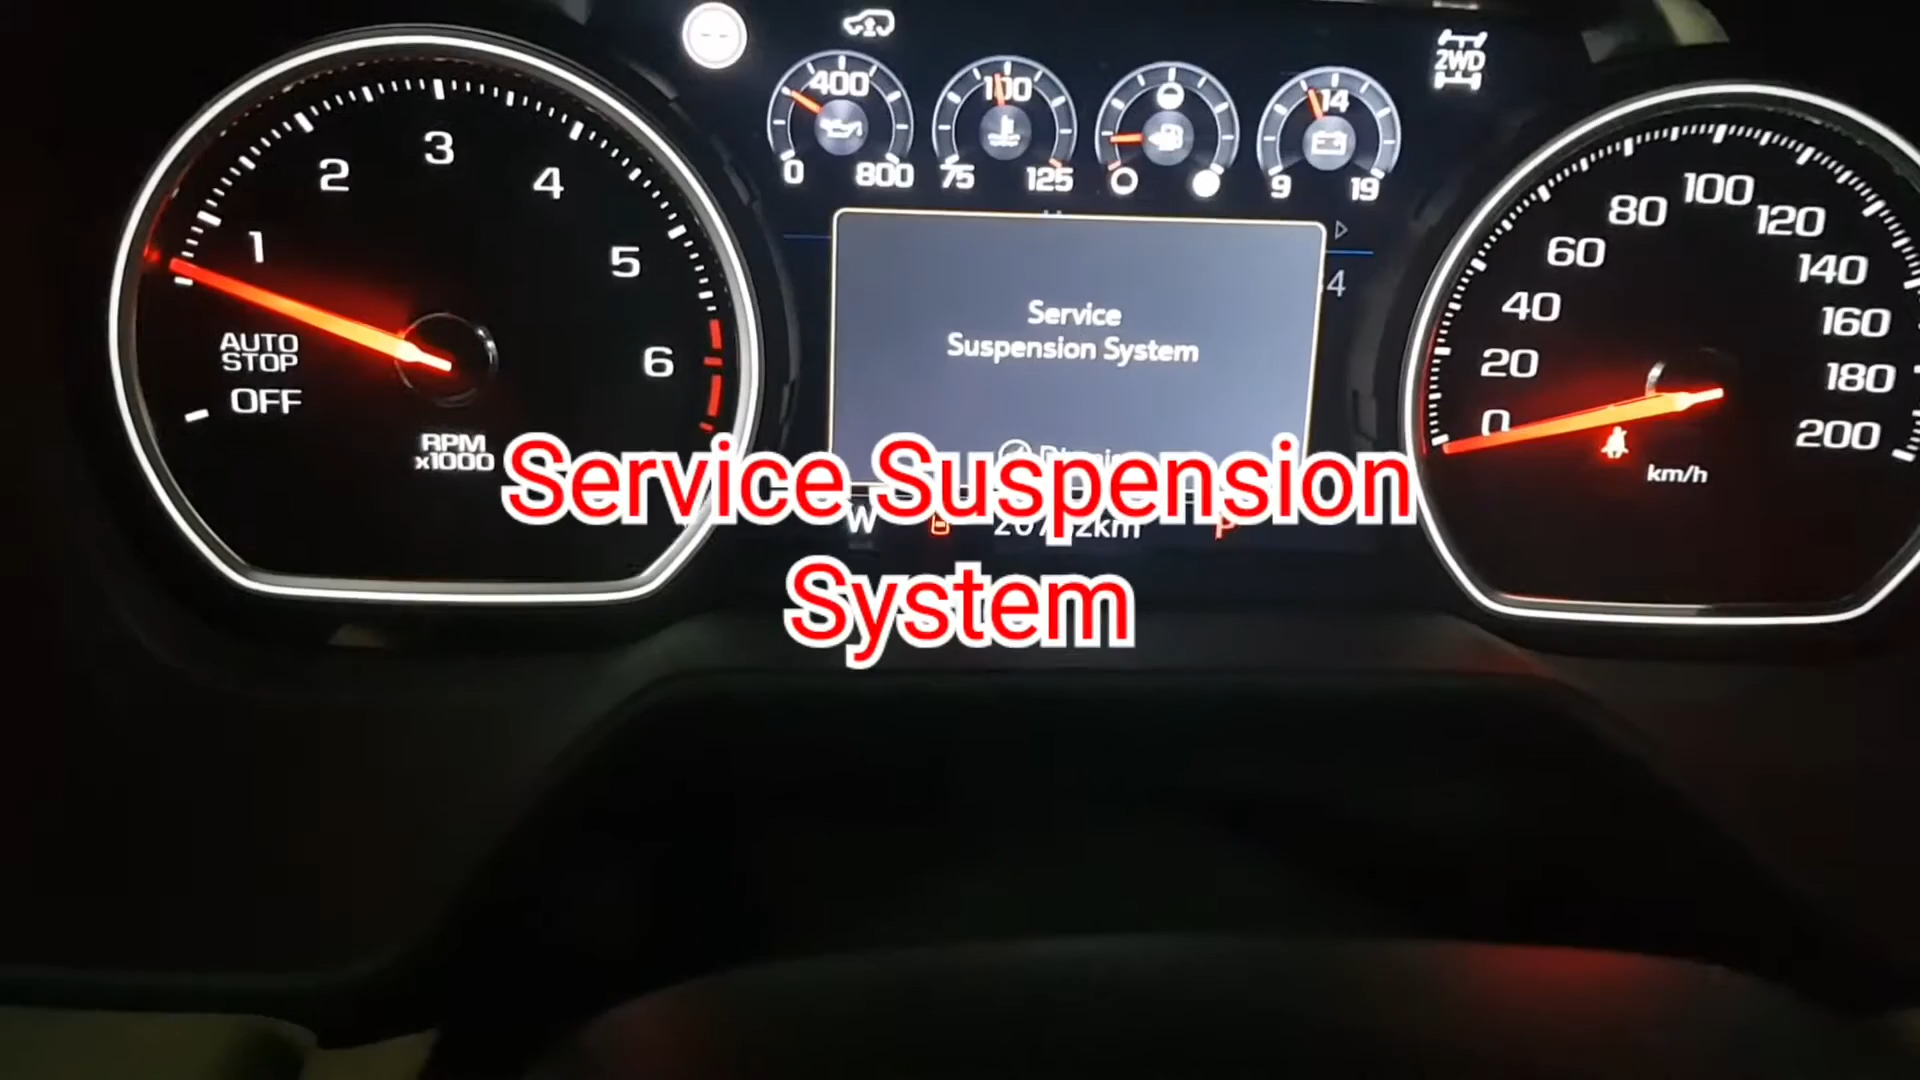 2WD
400
0 800
100
75 125
14
9 19
1
2
3
4
5
6
AUTO
STOP
OFF
RPM
x1000
Service
Suspension System
0
20
40
60
80
100
120
140
160
180
200
km/h
W
P
Service Suspension
System